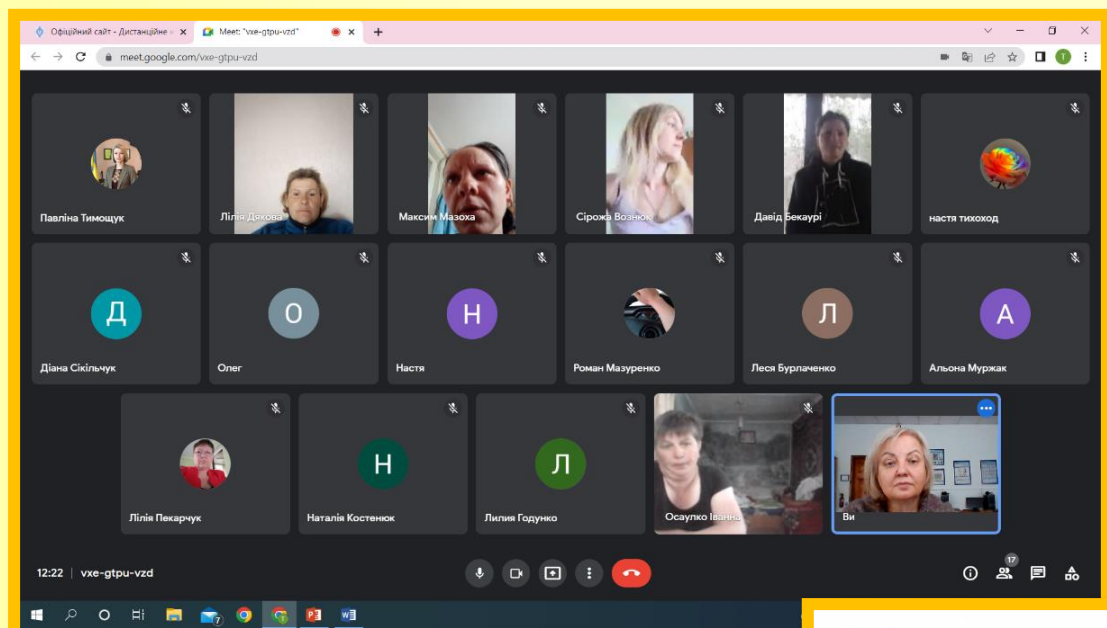 Офіційний сайт - Дистанційне
Meet: "vxe-gtpu-vzd"
meet.google.com/vxe-gtpu-vzd
T
Павліна Тимощук
Лілія Дякова
Максим Мазоха
Сірожа Вознюк
Давід Бекаурі
настя тихоход
Д
О
Н
Л
А
Діана Сікільчук
Олег
Настя
Роман Мазуренко
Леся Бурлаченко
Альона Муржак
Н
Л
Лілія Пекарчук
Наталія Костенюк
Лилия Годунко
Осаулко Іванна
Ви
12:22 | vxe-gtpu-vzd
17
7